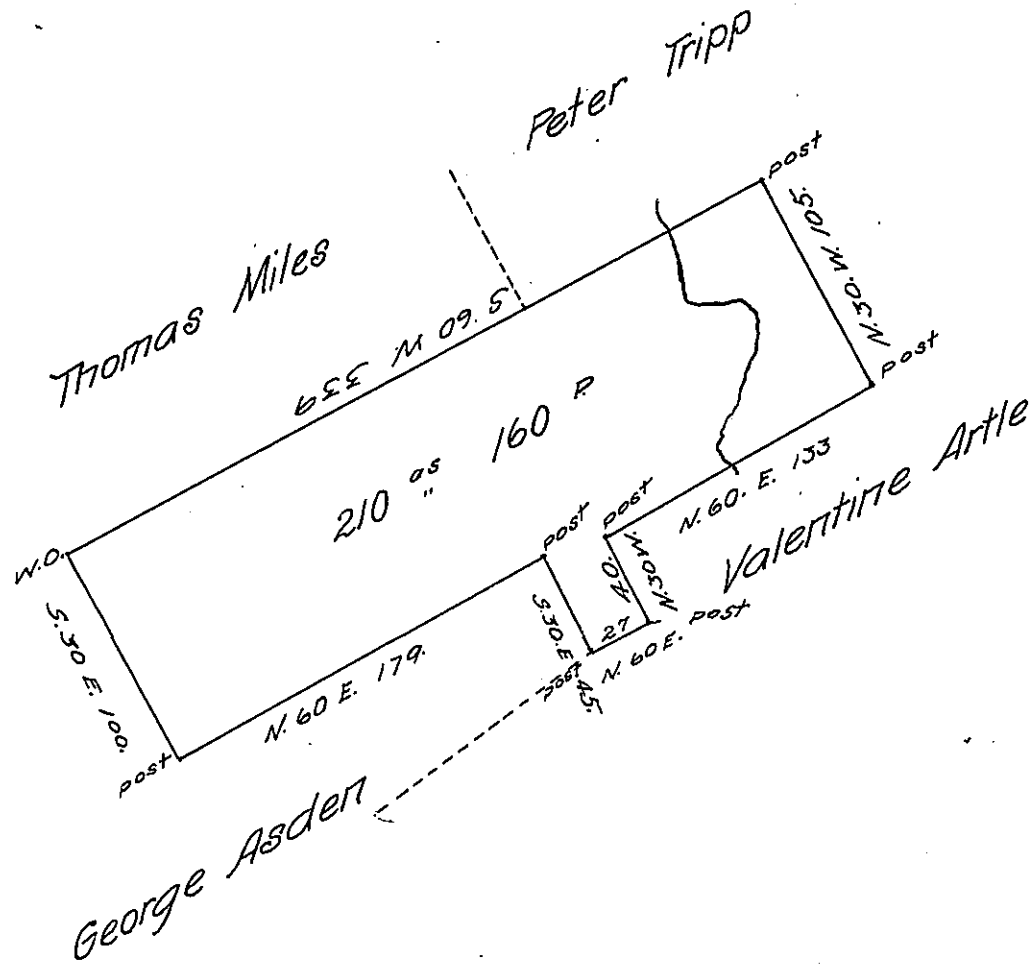 Peter Tripp
Thomas Miles
post
N.30.W. 105.
post
S 60 W. 339
210 as " 160 P
W.O.
S.30 E. 100.
post
N. 60 E. 179.
post
S.30.E 45.
post
27
N. 60 E.
post
N.30W. 40.
post
N. 60. E. 133
Valentine Artle
George Asden